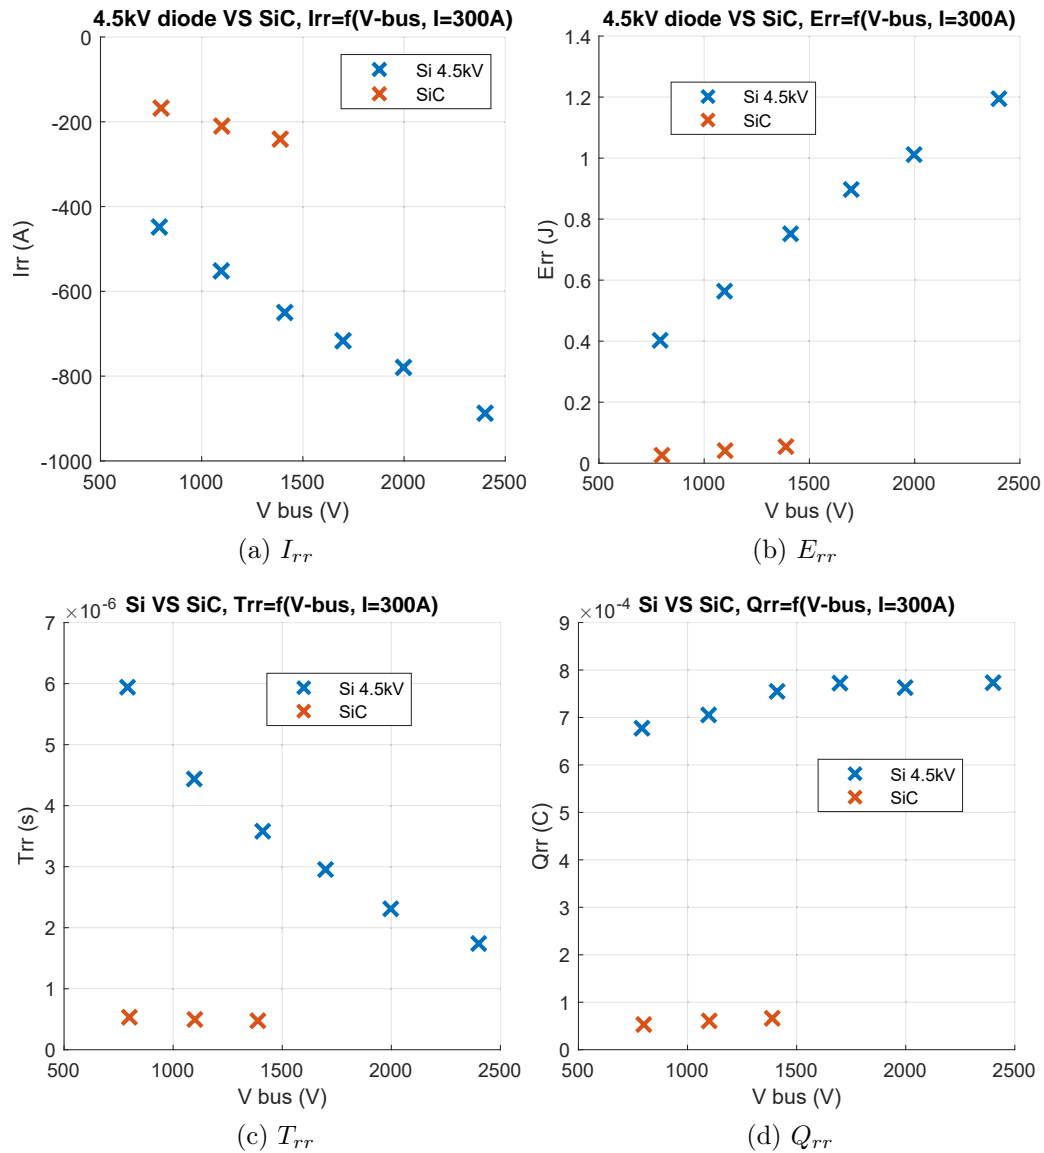 4.5kV diode VS SiC, Irr=f(V-bus, I=300A)
0
-200
-400
-600
-800
-1000
500
1000
1500
2000
2500
Irr (A)
V bus (V)
Si 4.5kV
SiC
(a) Irr
4.5kV diode VS SiC, Err=f(V-bus, I=300A)
1.4
1.2
1
0.8
0.6
0.4
0.2
0
500
1000
1500
2000
2500
Err (J)
V bus (V)
Si 4.5kV
SiC
(b) Err
×10-6
Si VS SiC, Trr=f(V-bus, I=300A)
7
6
5
4
3
2
1
0
500
1000
1500
2000
2500
Trr (s)
V bus (V)
Si 4.5kV
SiC
(c) Trr
×10-4
Si VS SiC, Qrr=f(V-bus, I=300A)
9
8
7
6
5
4
3
2
1
0
500
1000
1500
2000
2500
Qrr (C)
V bus (V)
Si 4.5kV
SiC
(d) Qrr